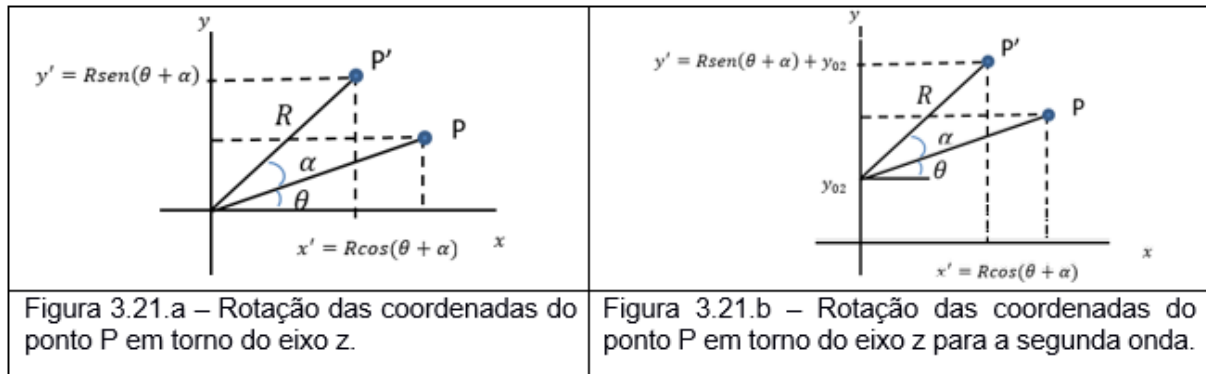 y
P'
y' = Rsen(θ + α)
R
P
α
θ
x' = Rcos(θ + α)
x
Figura 3.21.a – Rotação das coordenadas do
ponto P em torno do eixo z.
y
P'
y' = Rsen(θ + α) + y₀₂
R
P
α
θ
y₀₂
x
x' = Rcos(θ + α)
Figura 3.21.b – Rotação das coordenadas do
ponto P em torno do eixo z para a segunda onda.